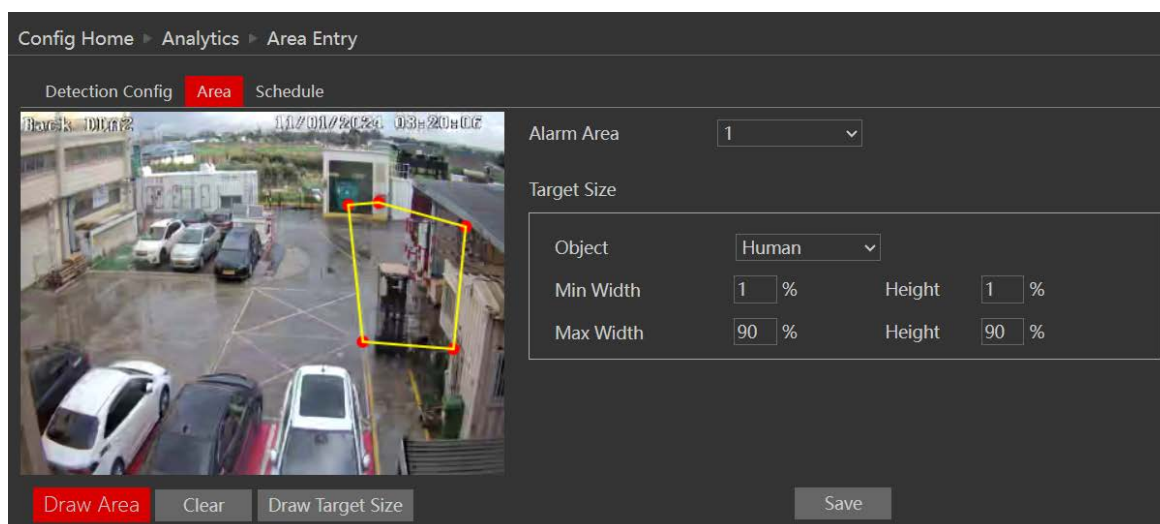 Config Home ▶ Analytics ▶ Area Entry
Detection Config Area Schedule
11/01/2024 03:20:06
Alarm Area 1
Target Size
Object Human
Min Width 1 % Height 1 %
Max Width 90 % Height 90 %
Draw Area Clear Draw Target Size Save